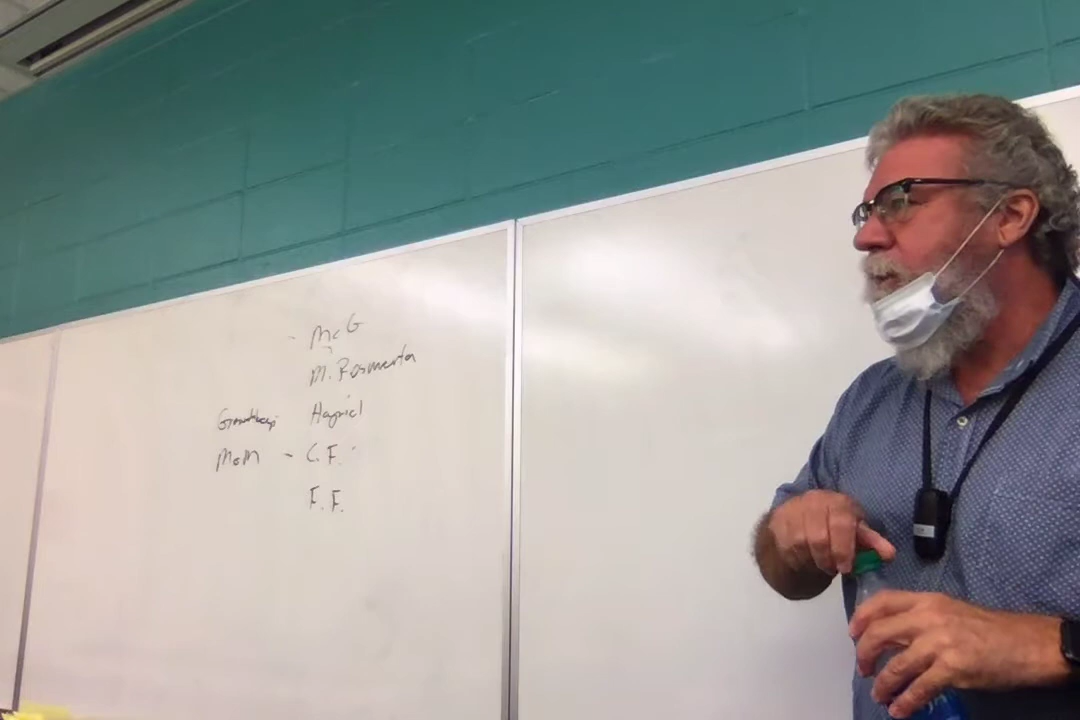 - McG
M. Rosmerta
Hagrid
MoM - C.F.
F.F.